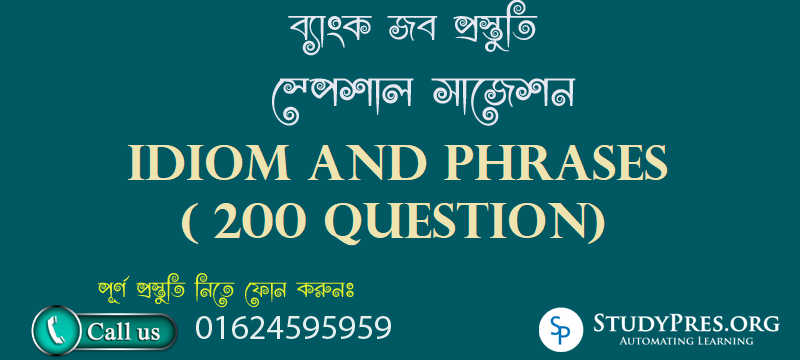 ব্যাংক জব প্রস্তুতি
স্পেশাল সাজেশন
IDIOM AND PHRASES
( 200 QUESTION)
পূর্ণ প্রস্তুতি নিতে ফোন করুনঃ
Call us 01624595959
SP STUDYPRES.ORG
AUTOMATING LEARNING